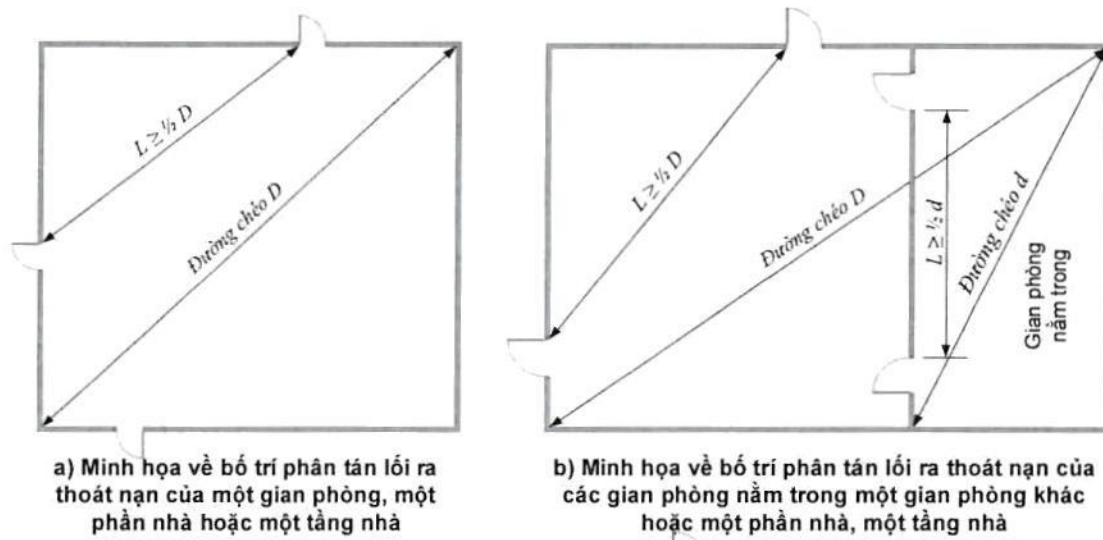 L ≥ ½ D
Đường chéo D
a) Minh họa về bố trí phân tán lối ra
thoát nạn của một gian phòng, một
phần nhà hoặc một tầng nhà
L ≥ ½ D
Đường chéo D
L ≥ ½ d
Đường chéo d
Gian phòng
nằm trong
b) Minh họa về bố trí phân tán lối ra thoát nạn của
các gian phòng nằm trong một gian phòng khác
hoặc một phần nhà, một tầng nhà